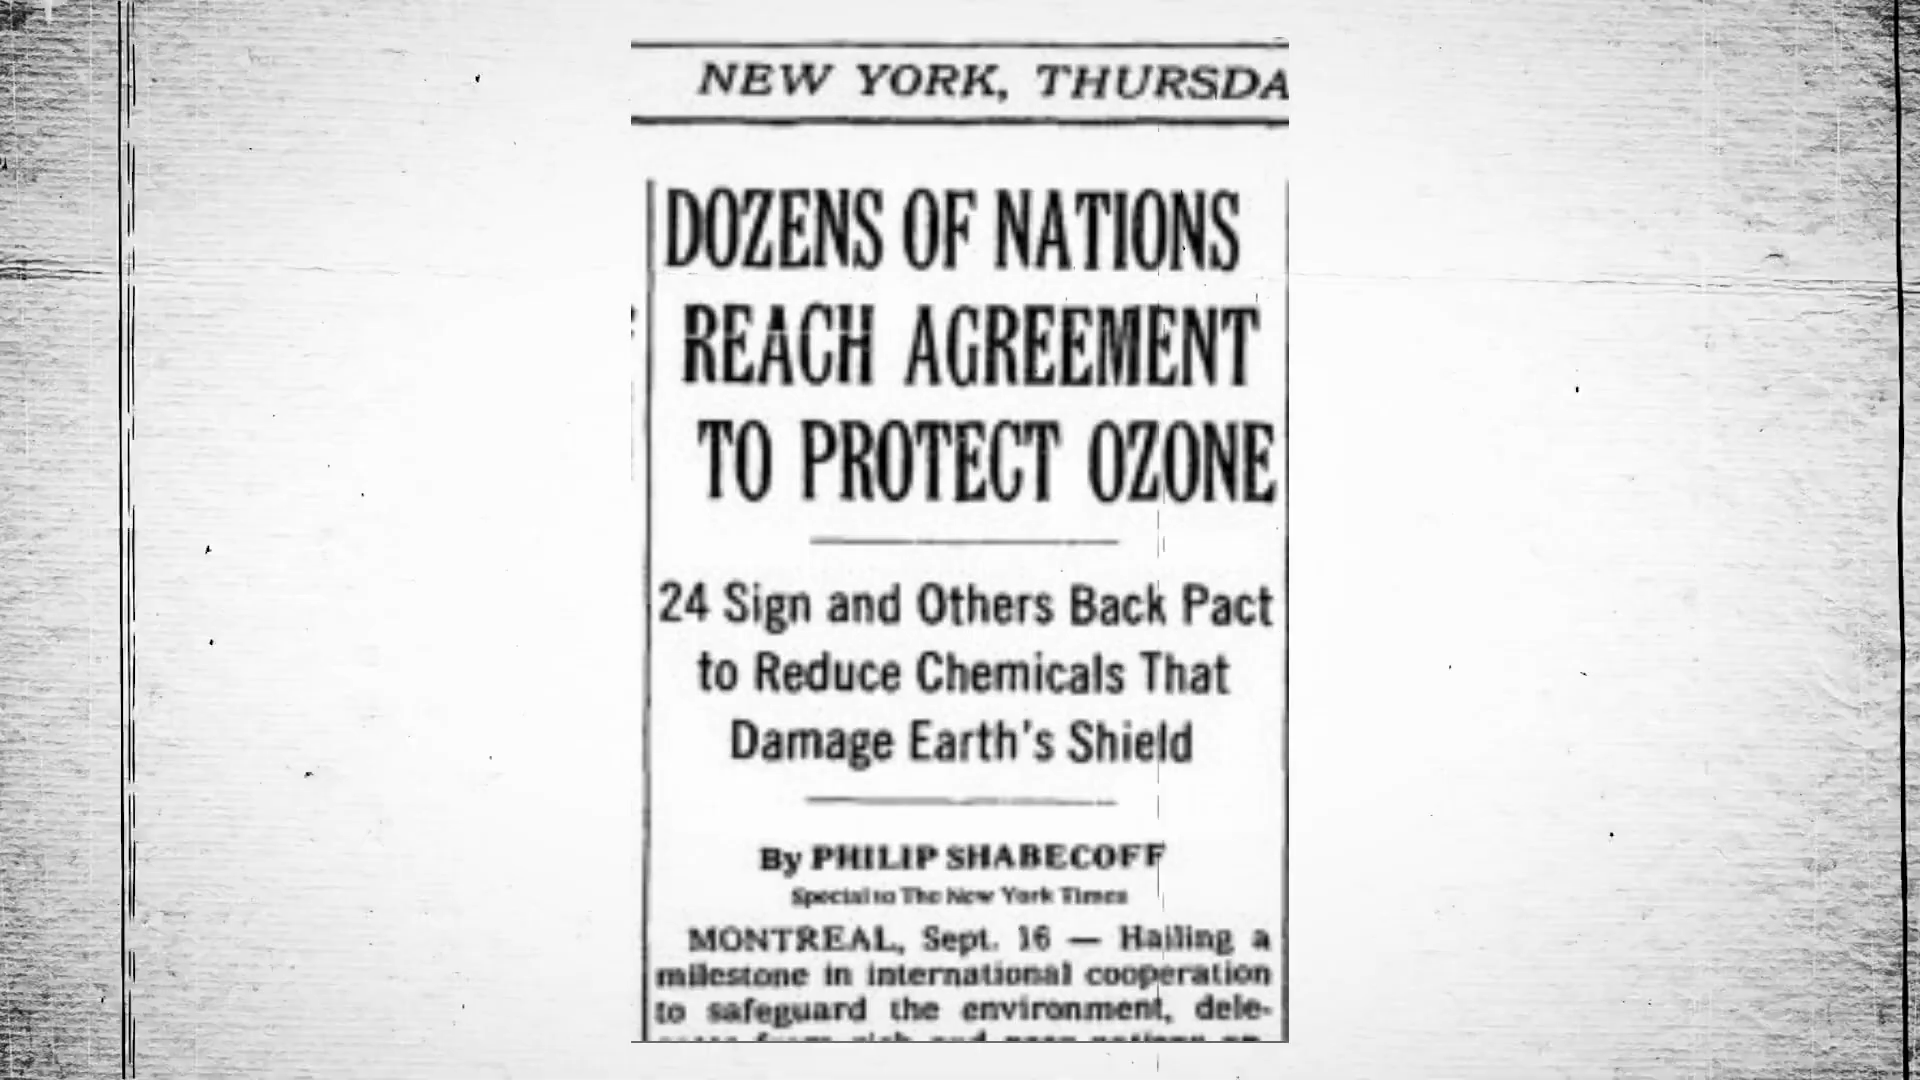 NEW YORK, THURSDA
DOZENS OF NATIONS
REACH AGREEMENT
TO PROTECT OZONE
24 Sign and Others Back Pact
to Reduce Chemicals That
Damage Earth's Shield
By PHILIP SHABECOFF
Special to The New York Times
MONTREAL, Sept. 16 — Hailing a
milestone in international cooperation
to safeguard the environment, dele-